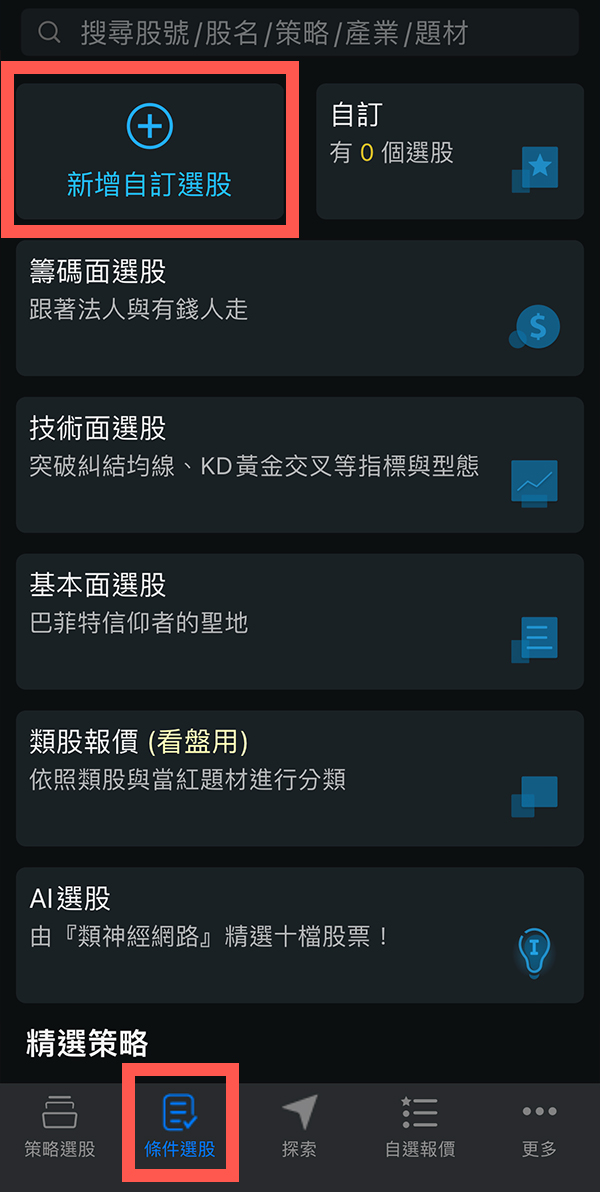 搜尋股號/股名/策略/產業/題材
新增自訂選股
自訂
有 0 個選股
籌碼面選股
跟著法人與有錢人走
技術面選股
突破糾結均線、KD黃金交叉等指標與型態
基本面選股
巴菲特信仰者的聖地
類股報價 (看盤用)
依照類股與當紅題材進行分類
AI選股
由『類神經網路』精選十檔股票！
精選策略
策略選股
條件選股
探索
自選報價
更多